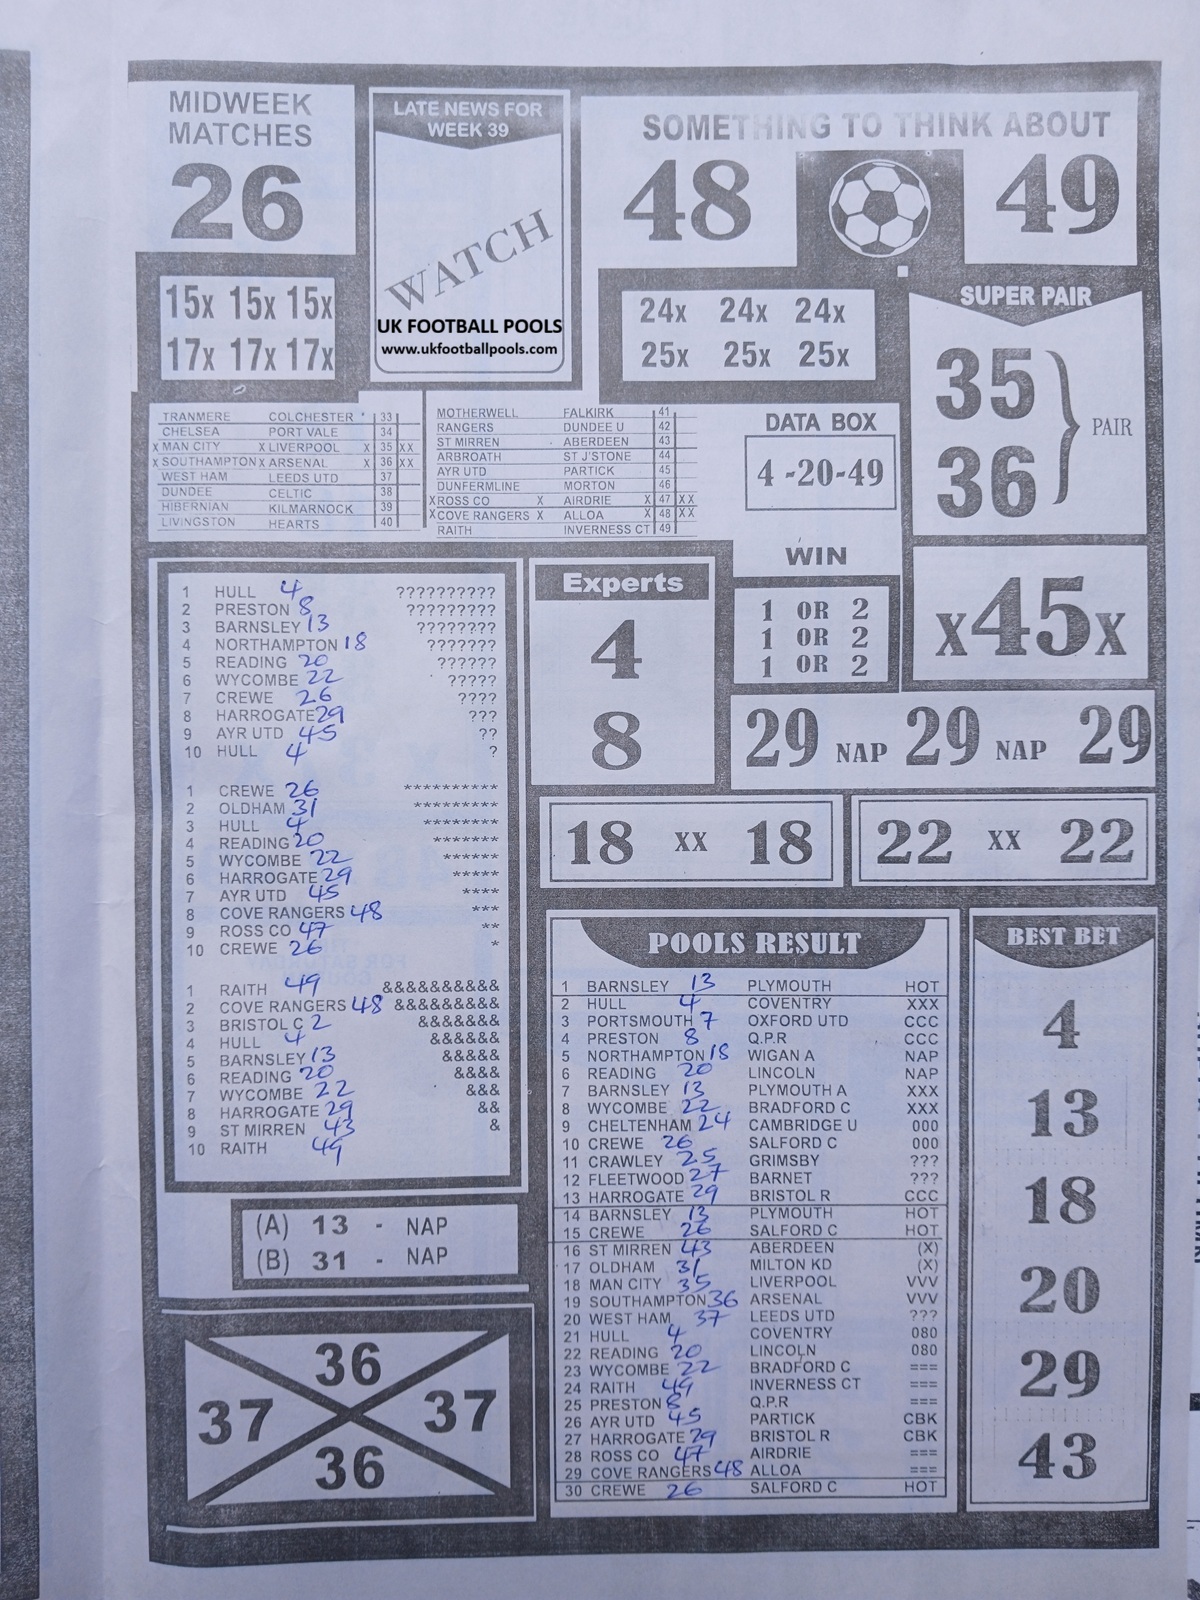 MIDWEEK
MATCHES
26
LATE NEWS FOR
WEEK 39
WATCH
UK FOOTBALL POOLS
www.ukfootballpools.com
SOMETHING TO THINK ABOUT
48 49
15x 15x 15x
17x 17x 17x
24x 24x 24x
25x 25x 25x
SUPER PAIR
35
36
PAIR
TRANMERE COLCHESTER 33
CHELSEA PORT VALE 34
X MAN CITY X LIVERPOOL X 35 XX
X SOUTHAMPTON X ARSENAL X 36 XX
WEST HAM LEEDS UTD 37
DUNDEE CELTIC 38
HIBERNIAN KILMARNOCK 39
LIVINGSTON HEARTS 40
MOTHERWELL FALKIRK 41
RANGERS DUNDEE U 42
ST MIRREN ABERDEEN 43
ARBROATH ST J'STONE 44
AYR UTD PARTICK 45
DUNFERMLINE MORTON 46
X ROSS CO X AIRDRIE X 47 XX
X COVE RANGERS X ALLOA X 48 XX
RAITH INVERNESS CT 49
DATA BOX
4 -20-49
WIN
1 OR 2
1 OR 2
1 OR 2
X45X
1 HULL 4 ??????????
2 PRESTON 8 ?????????
3 BARNSLEY 13 ????????
4 NORTHAMPTON 18 ???????
5 READING 20 ??????
6 WYCOMBE 22 ?????
7 CREWE 26 ????
8 HARROGATE 29 ???
9 AYR UTD 45 ??
10 HULL 4 ?
1 CREWE 26 **********
2 OLDHAM 31 *********
3 HULL 4 ********
4 READING 20 *******
5 WYCOMBE 22 ******
6 HARROGATE 29 *****
7 AYR UTD 45 ****
8 COVE RANGERS 48 ***
9 ROSS CO 47 **
10 CREWE 26 *
1 RAITH 49 &&&&&&&&&&
2 COVE RANGERS 48 &&&&&&&&&
3 BRISTOL C 2 &&&&&&&
4 HULL 4 &&&&&&
5 BARNSLEY 13 &&&&&
6 READING 20 &&&&
7 WYCOMBE 22 &&&
8 HARROGATE 29 &&
9 ST MIRREN 43 &
10 RAITH 49
Experts
4
8
29 NAP 29 NAP 29
18 XX 18
22 XX 22
(A) 13 - NAP
(B) 31 - NAP
36
37 37
36
POOLS RESULT
1 BARNSLEY 13 PLYMOUTH HOT
2 HULL 4 COVENTRY XXX
3 PORTSMOUTH 7 OXFORD UTD CCC
4 PRESTON 8 Q.P.R CCC
5 NORTHAMPTON 18 WIGAN A NAP
6 READING 20 LINCOLN NAP
7 BARNSLEY 13 PLYMOUTH A XXX
8 WYCOMBE 22 BRADFORD C XXX
9 CHELTENHAM 24 CAMBRIDGE U 000
10 CREWE 26 SALFORD C 000
11 CRAWLEY 25 GRIMSBY ???
12 FLEETWOOD 27 BARNET ???
13 HARROGATE 29 BRISTOL R CCC
14 BARNSLEY 13 PLYMOUTH HOT
15 CREWE 26 SALFORD C HOT
16 ST MIRREN 43 ABERDEEN (X)
17 OLDHAM 31 MILTON KD (X)
18 MAN CITY 35 LIVERPOOL VVV
19 SOUTHAMPTON 36 ARSENAL VVV
20 WEST HAM 37 LEEDS UTD ???
21 HULL 4 COVENTRY 080
22 READING 20 LINCOLN 080
23 WYCOMBE 22 BRADFORD C ===
24 RAITH 49 INVERNESS CT ===
25 PRESTON 8 Q.P.R ===
26 AYR UTD 45 PARTICK CBK
27 HARROGATE 29 BRISTOL R CBK
28 ROSS CO 47 AIRDRIE ===
29 COVE RANGERS 48 ALLOA ===
30 CREWE 26 SALFORD C HOT
BEST BET
4
13
18
20
29
43